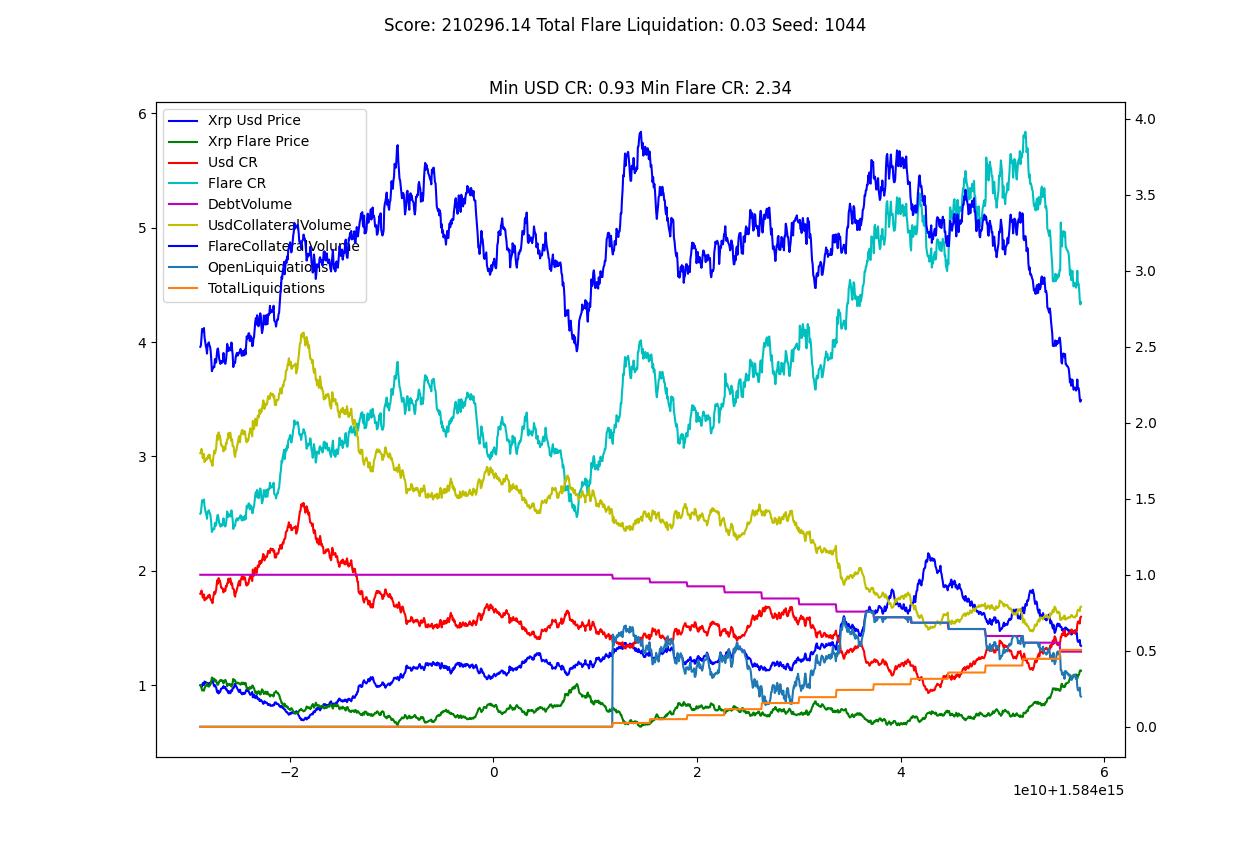 Score: 210296.14 Total Flare Liquidation: 0.03 Seed: 1044
Min USD CR: 0.93 Min Flare CR: 2.34
Xrp Usd Price
Xrp Flare Price
Usd CR
Flare CR
DebtVolume
UsdCollateralVolume
FlareCollateralVolume
OpenLiquidations
TotalLiquidations
6
5
4
3
2
1
4.0
3.5
3.0
2.5
2.0
1.5
1.0
0.5
0.0
−2
0
2
4
6
1e10+1.584e15